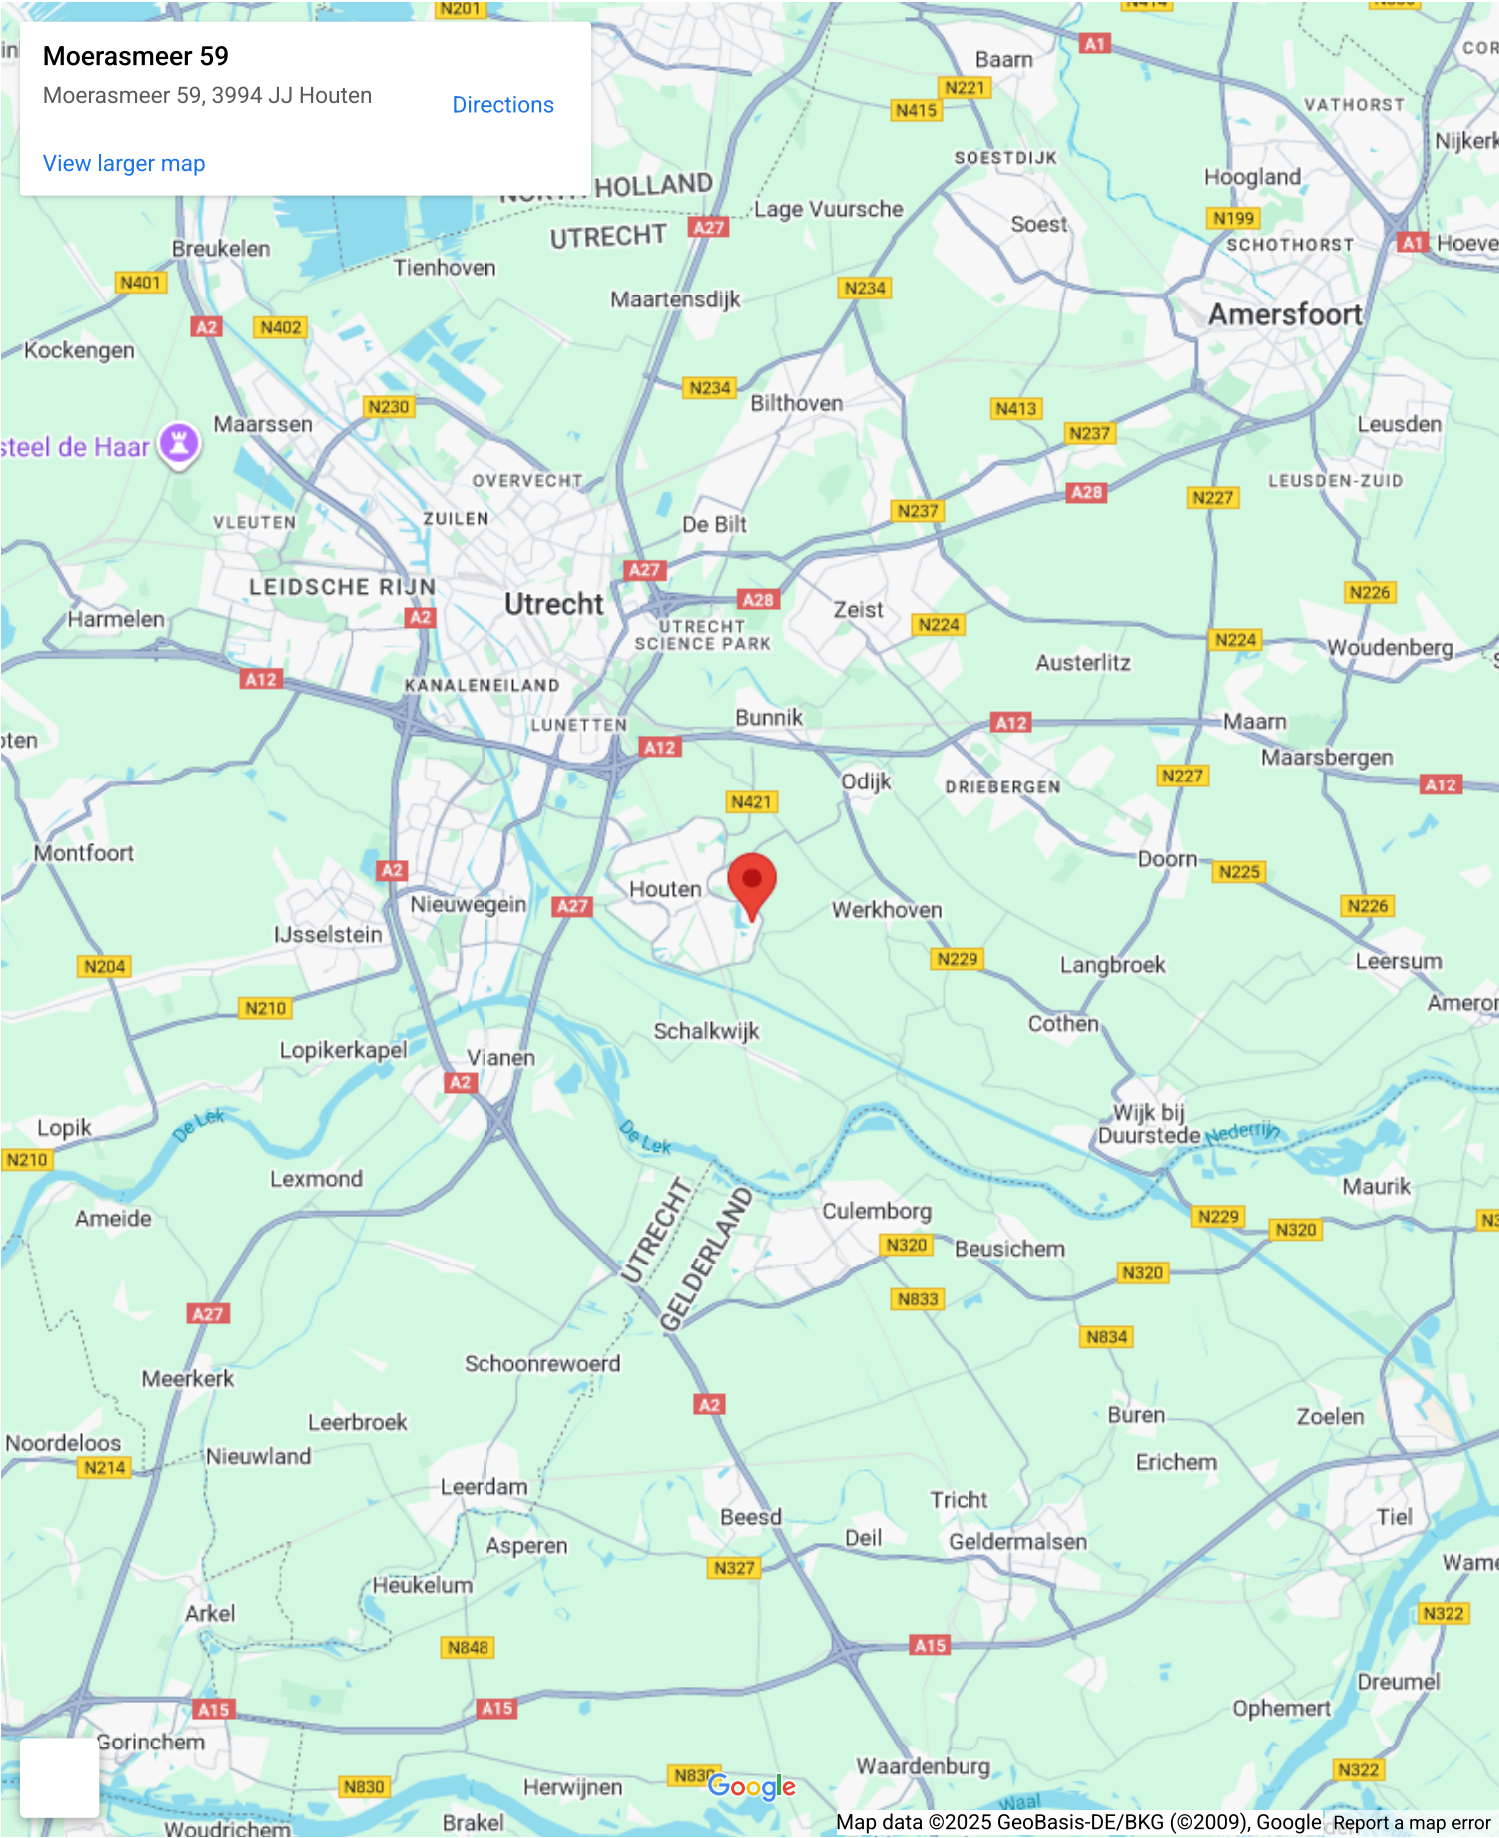 Moerasmeer 59
Moerasmeer 59, 3994 JJ Houten
Directions
View larger map
N201
Baarn
A1
N221
N415
VATHORST
SOESTDIJK
Hoogland
NORTH HOLLAND
UTRECHT
A27
Lage Vuursche
Soest
N199
SCHOTHORST
A1
Breukelen
Tienhoven
N401
Maartensdijk
N234
Amersfoort
A2
N402
Kockengen
N234
Bilthoven
N230
N413
Maarssen
N237
Leusden
steel de Haar
OVERVECHT
LEUSDEN-ZUID
A28
N227
N237
VLEUTEN
ZUILEN
De Bilt
A27
LEIDSCHE RIJN
Utrecht
A28
N226
Harmelen
A2
Zeist
UTRECHT
SCIENCE PARK
N224
N224
Woudenberg
Austerlitz
A12
KANALENEILAND
LUNETTEN
Bunnik
A12
Maarn
A12
Maarsbergen
Odijk
DRIEBERGEN
N227
A12
N421
Montfoort
Doorn
A2
N225
Houten
Nieuwegein
A27
Werkhoven
N226
IJsselstein
N204
N229
Langbroek
Leersum
N210
Cothen
Schalkwijk
Lopikerkapel
Vianen
A2
Wijk bij
Duurstede
Lopik
De Lek
De Lek
Nederrijn
N210
Lexmond
Maurik
UTRECHT
GELDERLAND
Ameide
Culemborg
N229
N320
N320
Beusichem
N320
N833
A27
N834
Schoonrewoerd
Meerkerk
A2
Leerbroek
Buren
Zoelen
Noordeloos
Nieuwland
N214
Erichem
Leerdam
Tricht
Beesd
Tiel
Asperen
Deil
Geldermalsen
N327
Heukelum
Arkel
N322
N848
A15
Dreumel
A15
A15
Ophemert
Gorinchem
Waardenburg
N830
Herwijnen
N830
Google
N322
Waal
Brakel
Woudrichem
Map data ©2025 GeoBasis-DE/BKG (©2009), Google
Report a map error